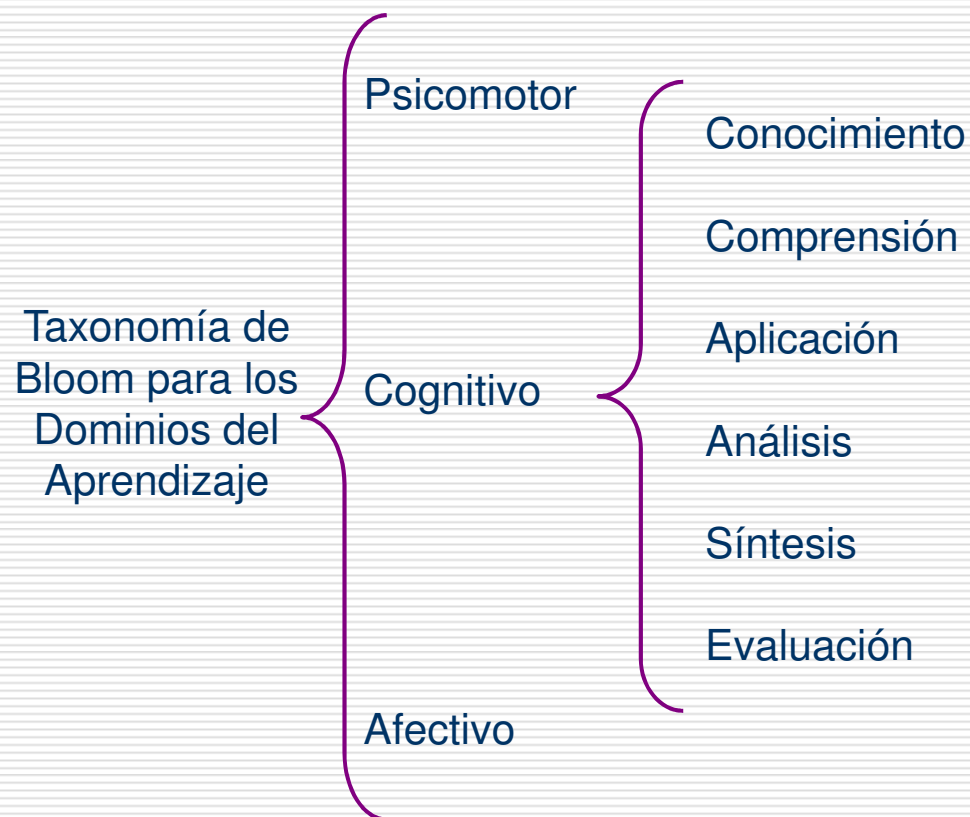 Taxonomía de
Bloom para los
Dominios del
Aprendizaje
Psicomotor
Cognitivo
Afectivo
Conocimiento
Comprensión
Aplicación
Análisis
Síntesis
Evaluación